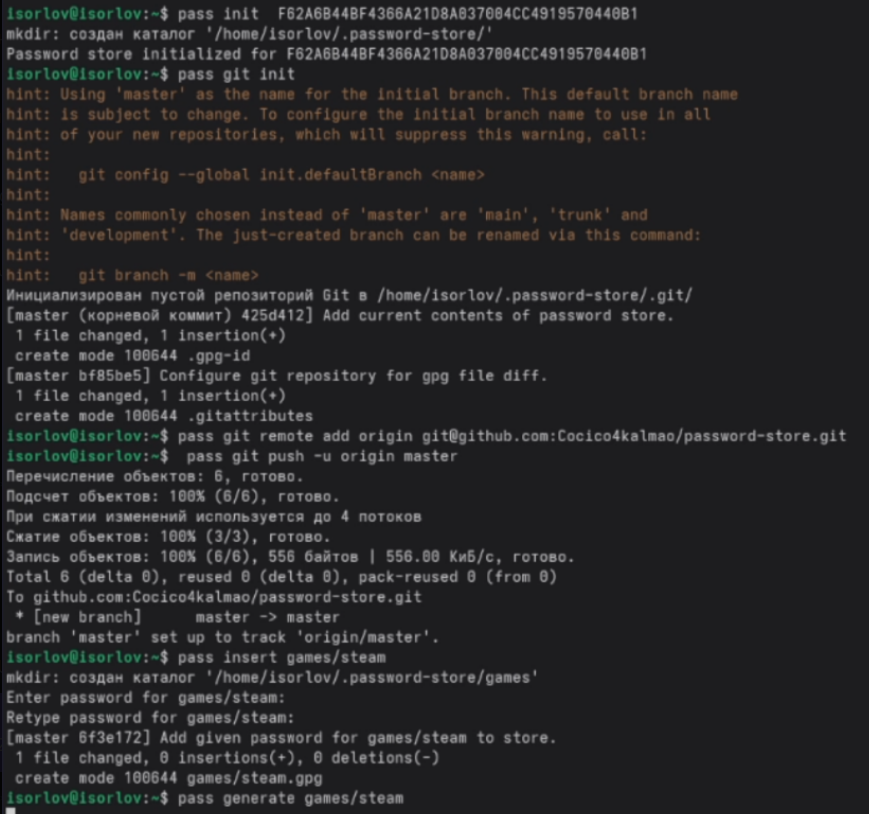 isorlov@isorlov:~$ pass init  F62A6B44BF4366A21D8A037004CC4919570440B1
mkdir: создан каталог '/home/isorlov/.password-store/'
Password store initialized for F62A6B44BF4366A21D8A037004CC4919570440B1
isorlov@isorlov:~$ pass git init
hint: Using 'master' as the name for the initial branch. This default branch name
hint: is subject to change. To configure the initial branch name to use in all
hint: of your new repositories, which will suppress this warning, call:
hint:
hint:   git config --global init.defaultBranch <name>
hint:
hint: Names commonly chosen instead of 'master' are 'main', 'trunk' and
hint: 'development'. The just-created branch can be renamed via this command:
hint:
hint:   git branch -m <name>
Инициализирован пустой репозиторий Git в /home/isorlov/.password-store/.git/
[master (корневой коммит) 425d412] Add current contents of password store.
 1 file changed, 1 insertion(+)
 create mode 100644 .gpg-id
[master bf85be5] Configure git repository for gpg file diff.
 1 file changed, 1 insertion(+)
 create mode 100644 .gitattributes
isorlov@isorlov:~$ pass git remote add origin git@github.com:Cocico4kalmao/password-store.git
isorlov@isorlov:~$  pass git push -u origin master
Перечисление объектов: 6, готово.
Подсчет объектов: 100% (6/6), готово.
При сжатии изменений используется до 4 потоков
Сжатие объектов: 100% (3/3), готово.
Запись объектов: 100% (6/6), 556 байтов | 556.00 КиБ/с, готово.
Total 6 (delta 0), reused 0 (delta 0), pack-reused 0 (from 0)
To github.com:Cocico4kalmao/password-store.git
 * [new branch]      master -> master
branch 'master' set up to track 'origin/master'.
isorlov@isorlov:~$ pass insert games/steam
mkdir: создан каталог '/home/isorlov/.password-store/games'
Enter password for games/steam:
Retype password for games/steam:
[master 6f3e172] Add given password for games/steam to store.
 1 file changed, 0 insertions(+), 0 deletions(-)
 create mode 100644 games/steam.gpg
isorlov@isorlov:~$ pass generate games/steam